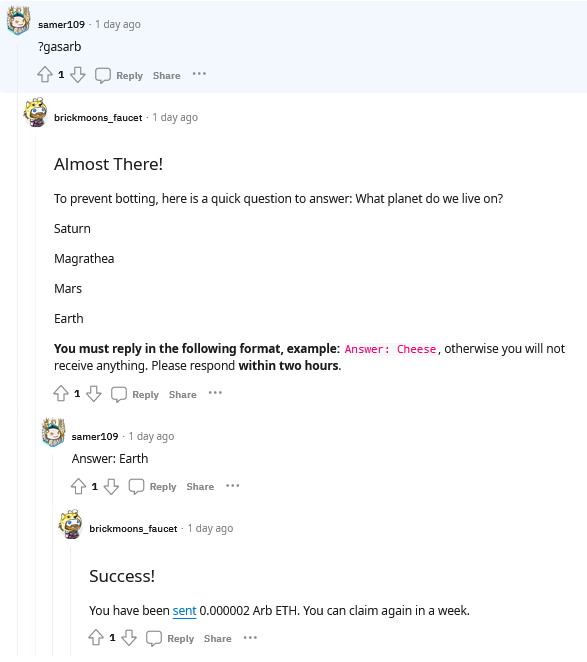 samer109 · 1 day ago
?gasarb
1 Reply Share ···
brickmoons_faucet · 1 day ago
Almost There!
To prevent botting, here is a quick question to answer: What planet do we live on?
Saturn
Magrathea
Mars
Earth
You must reply in the following format, example: Answer: Cheese, otherwise you will not
receive anything. Please respond within two hours.
1 Reply Share ···
samer109 · 1 day ago
Answer: Earth
1 Reply Share ···
brickmoons_faucet · 1 day ago
Success!
You have been sent 0.000002 Arb ETH. You can claim again in a week.
1 Reply Share ···